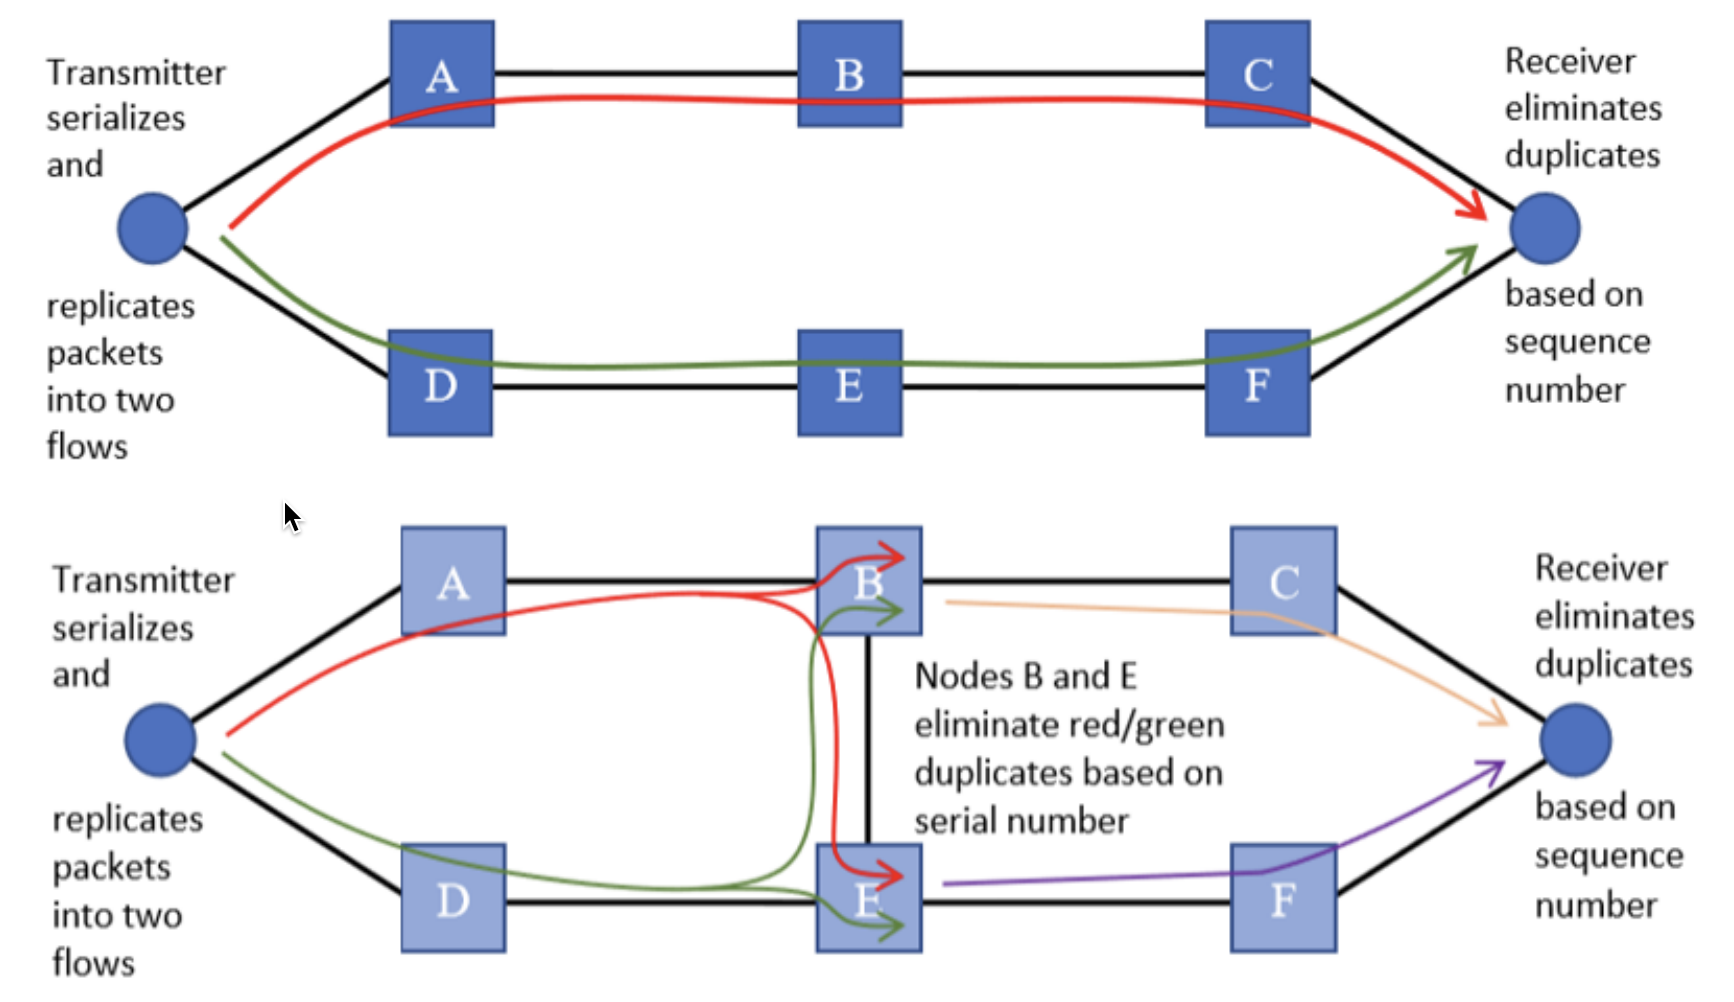 Transmitter
serializes
and
replicates
packets
into two
flows
A
B
C
D
E
F
Receiver
eliminates
duplicates
based on
sequence
number
Transmitter
serializes
and
replicates
packets
into two
flows
A
B
C
Nodes B and E
eliminate red/green
duplicates based on
serial number
D
E
F
Receiver
eliminates
duplicates
based on
sequence
number